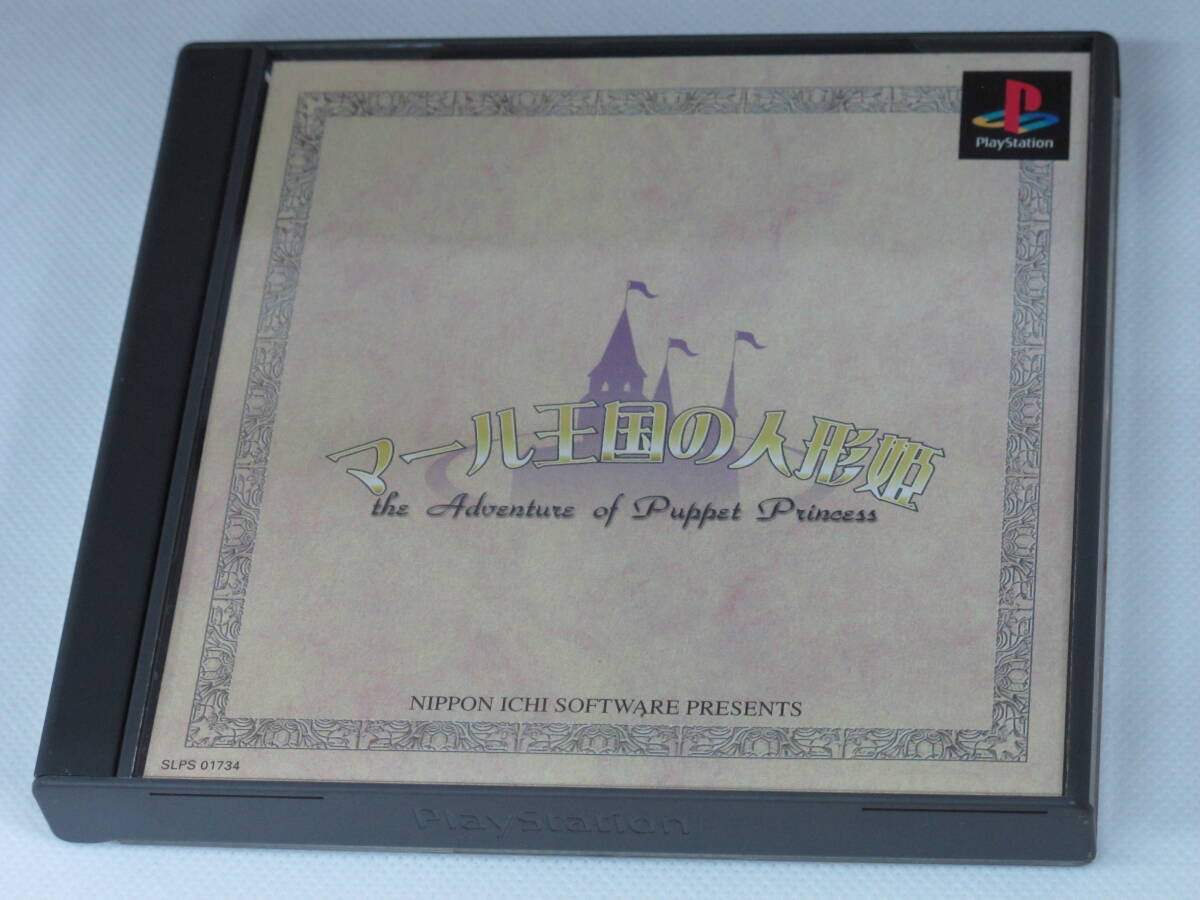 PlayStation
マール王国の人形姫
the Adventure of Puppet Princess
NIPPON ICHI SOFTWARE PRESENTS
SLPS 01734
PlayStation